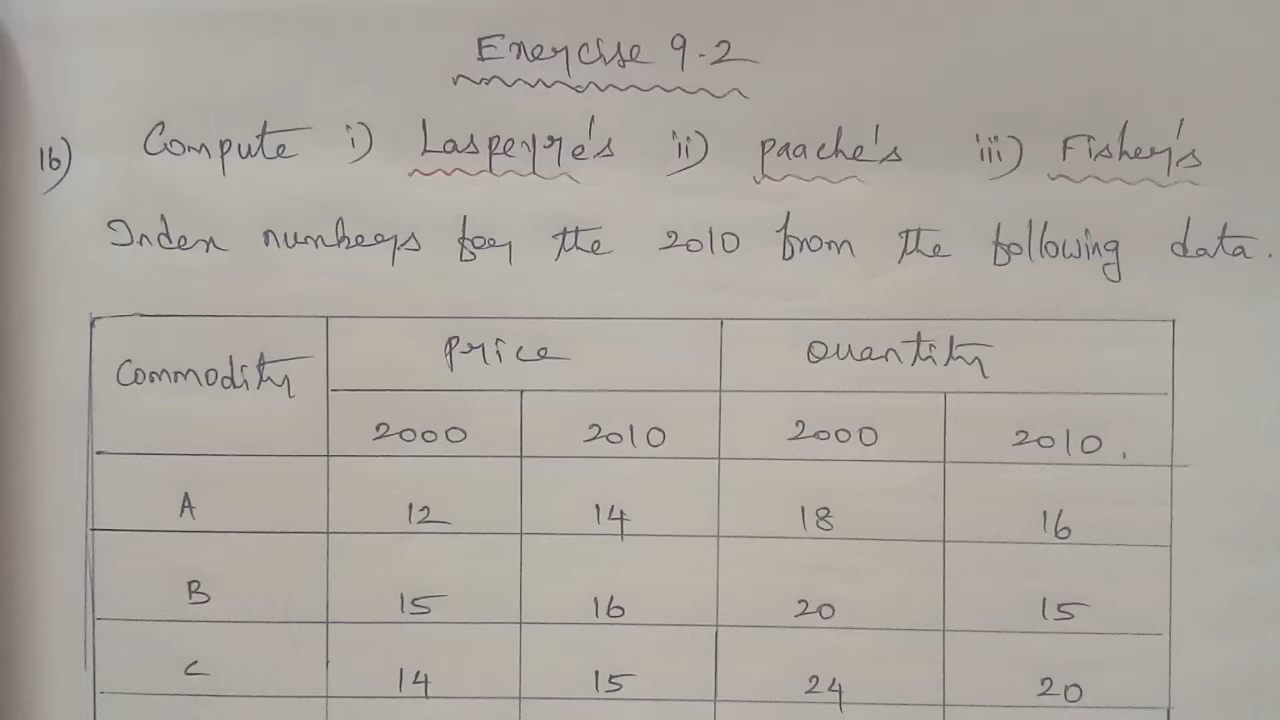 Exercise 9.2
16) Compute i) Laspeyre's ii) paache's iii) Fisher's
Index numbers for the 2010 from the following data.
Commodity Price Quantity
2000 2010 2000 2010.
A 12 14 18 16
B 15 16 20 15
C 14 15 24 20